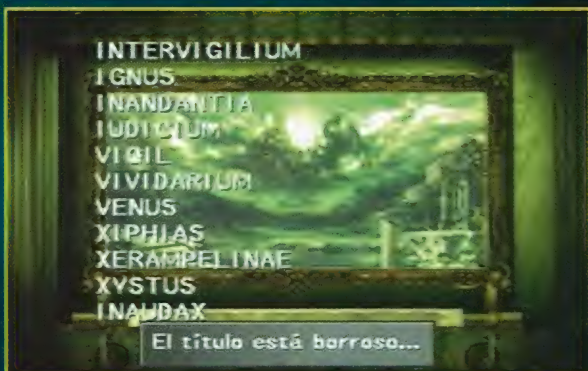 INTERVIGILIUM
IGNUS
INANDANTIA
IUDICIUM
VIGIL
VIVIDARIUM
VENUS
XIPHIAS
XERAMPELINAE
XYSTUS
INAUDAX
El título está borroso...